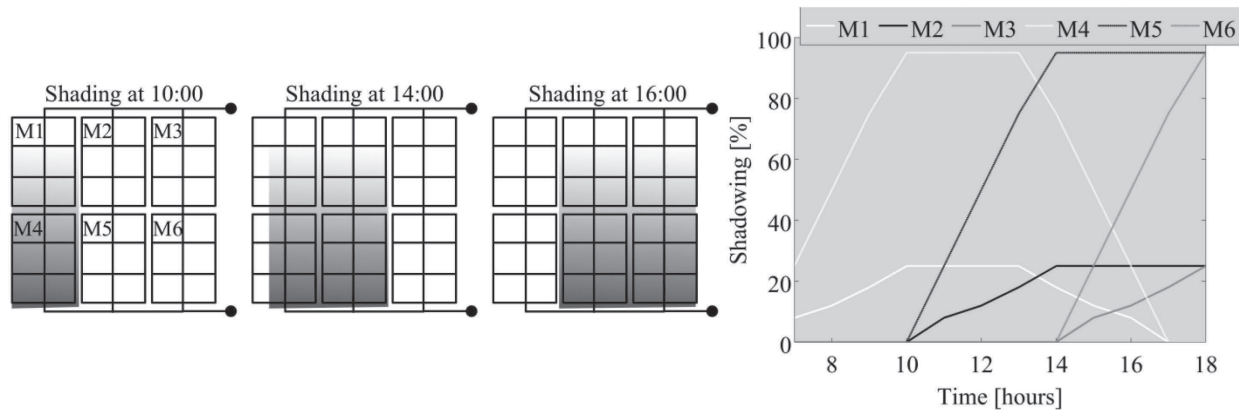 Shading at 10:00
M1 M2 M3
M4 M5 M6
Shading at 14:00
Shading at 16:00
M1 M2 M3 M4 M5 M6
100
80
60
40
20
0
Shadowing [%]
8 10 12 14 16 18
Time [hours]